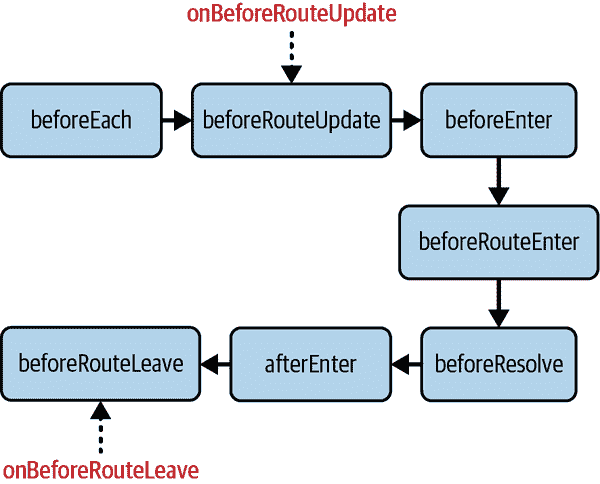 onBeforeRouteUpdate
beforeEach
beforeRouteUpdate
beforeEnter
beforeRouteEnter
beforeRouteLeave
afterEnter
beforeResolve
onBeforeRouteLeave